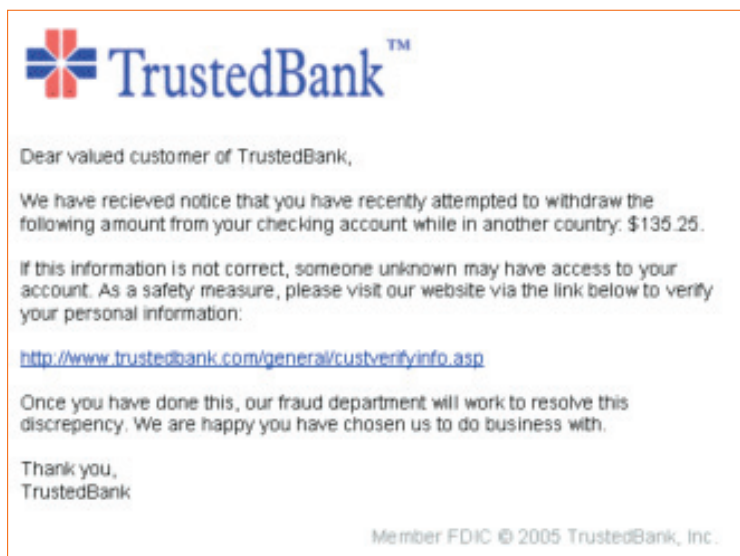 TrustedBank™
Dear valued customer of TrustedBank,
We have recieved notice that you have recently attempted to withdraw the
following amount from your checking account while in another country: $135.25.
If this information is not correct, someone unknown may have access to your
account. As a safety measure, please visit our website via the link below to verify
your personal information:
http://www.trustedbank.com/general/custverifyinfo.asp
Once you have done this, our fraud department will work to resolve this
discrepency. We are happy you have chosen us to do business with.
Thank you,
TrustedBank
Member FDIC © 2005 TrustedBank, Inc.